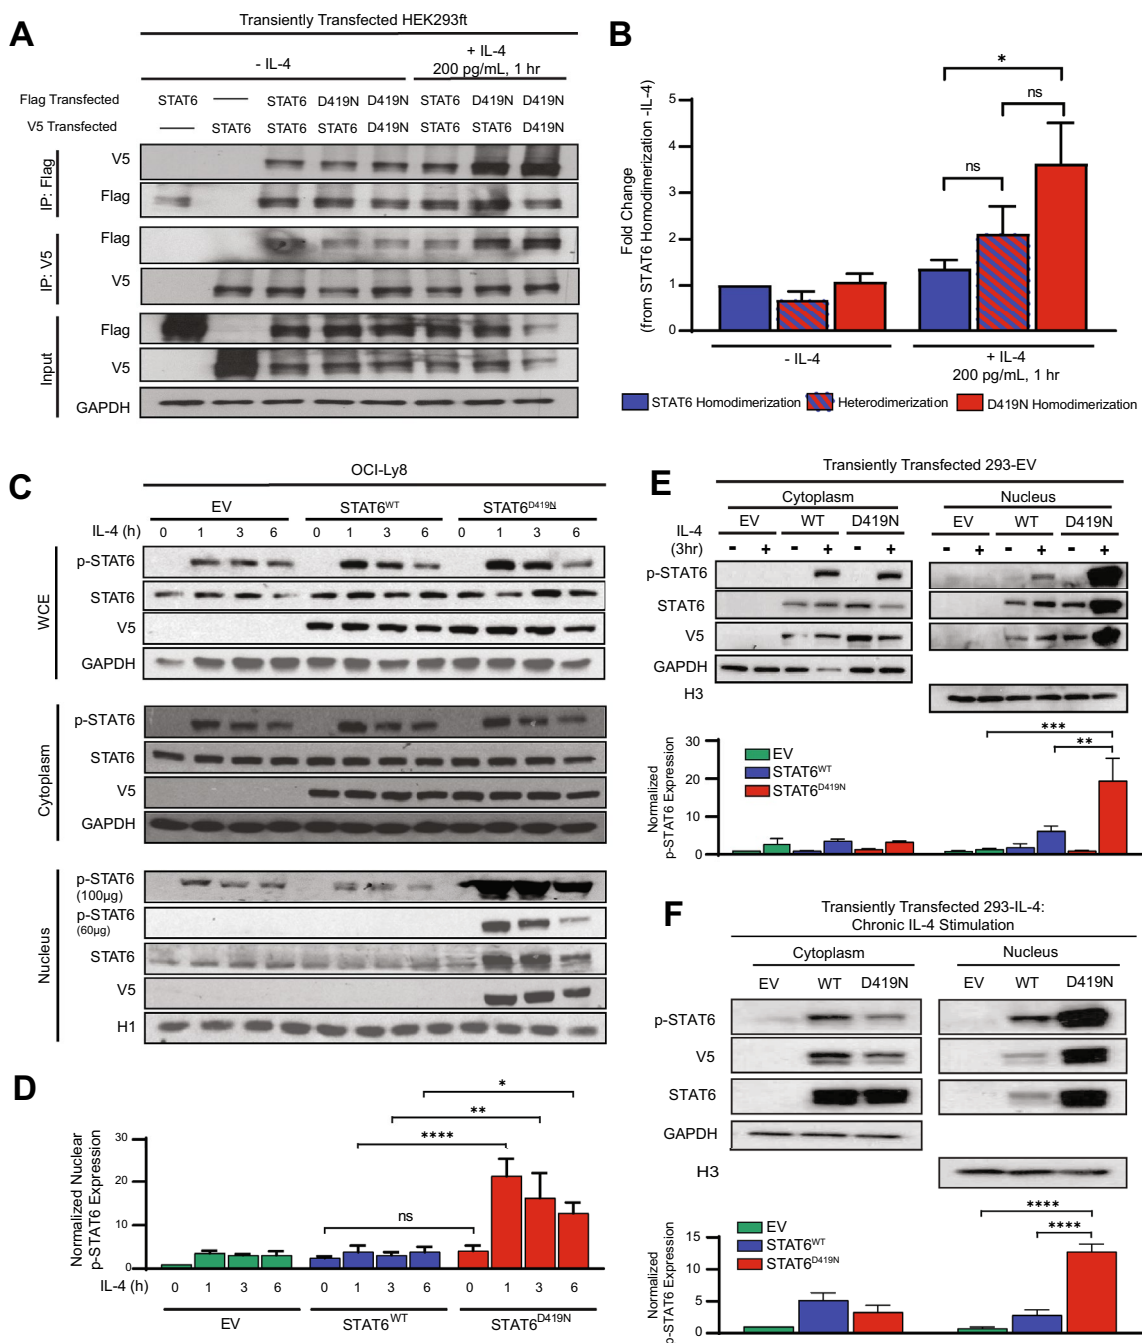 A
Transiently Transfected HEK293ft
- IL-4
+ IL-4
200 pg/mL, 1 hr
Flag Transfected STAT6 — STAT6 D419N D419N STAT6 D419N D419N
V5 Transfected — STAT6 STAT6 STAT6 D419N STAT6 STAT6 D419N
IP: Flag
V5
Flag
IP: V5
Flag
V5
Input
Flag
V5
GAPDH
B
Fold Change
(from STAT6 Homodimerization -IL-4)
5
4
3
2
1
0
*
ns
ns
- IL-4
+ IL-4
200 pg/mL, 1 hr
STAT6 Homodimerization Heterodimerization D419N Homodimerization
C
OCI-Ly8
EV STAT6WT STAT6D419N
IL-4 (h) 0 1 3 6 0 1 3 6 0 1 3 6
WCE
p-STAT6
STAT6
V5
GAPDH
Cytoplasm
p-STAT6
STAT6
V5
GAPDH
Nucleus
p-STAT6
(100µg)
p-STAT6
(60µg)
STAT6
V5
H1
D
Normalized Nuclear
p-STAT6 Expression
30
20
10
0
ns
****
**
*
IL-4 (h) 0 1 3 6 0 1 3 6 0 1 3 6
EV STAT6WT STAT6D419N
E
Transiently Transfected 293-EV
Cytoplasm Nucleus
EV WT D419N EV WT D419N
IL-4
(3hr) - + - + - + - + - + - +
p-STAT6
STAT6
V5
GAPDH
H3
Normalized
p-STAT6 Expression
30
20
10
0
EV
STAT6WT
STAT6D419N
***
**
F
Transiently Transfected 293-IL-4:
Chronic IL-4 Stimulation
Cytoplasm Nucleus
EV WT D419N EV WT D419N
p-STAT6
V5
STAT6
GAPDH
H3
Normalized
p-STAT6 Expression
15
10
5
0
EV
STAT6WT
STAT6D419N
****
****